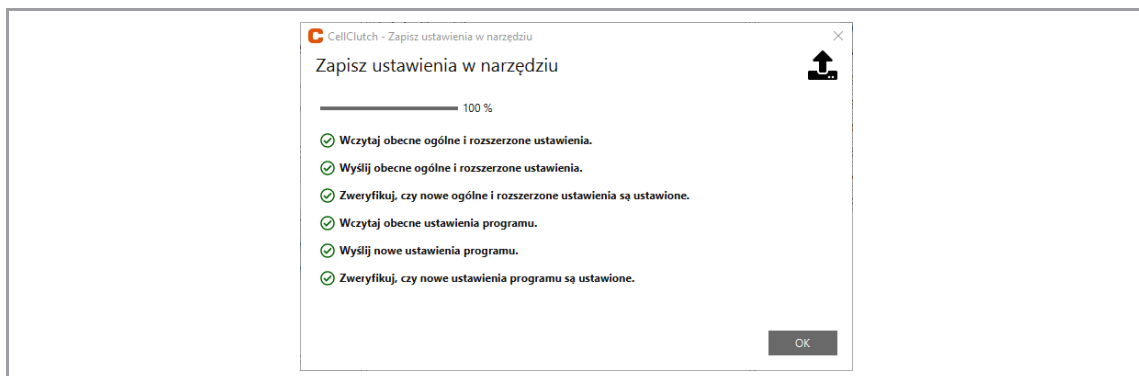 CellClutch - Zapisz ustawienia w narzędziu
Zapisz ustawienia w narzędziu
100 %
Wczytaj obecne ogólne i rozszerzone ustawienia.
Wyślij obecne ogólne i rozszerzone ustawienia.
Zweryfikuj, czy nowe ogólne i rozszerzone ustawienia są ustawione.
Wczytaj obecne ustawienia programu.
Wyślij nowe ustawienia programu.
Zweryfikuj, czy nowe ustawienia programu są ustawione.
OK